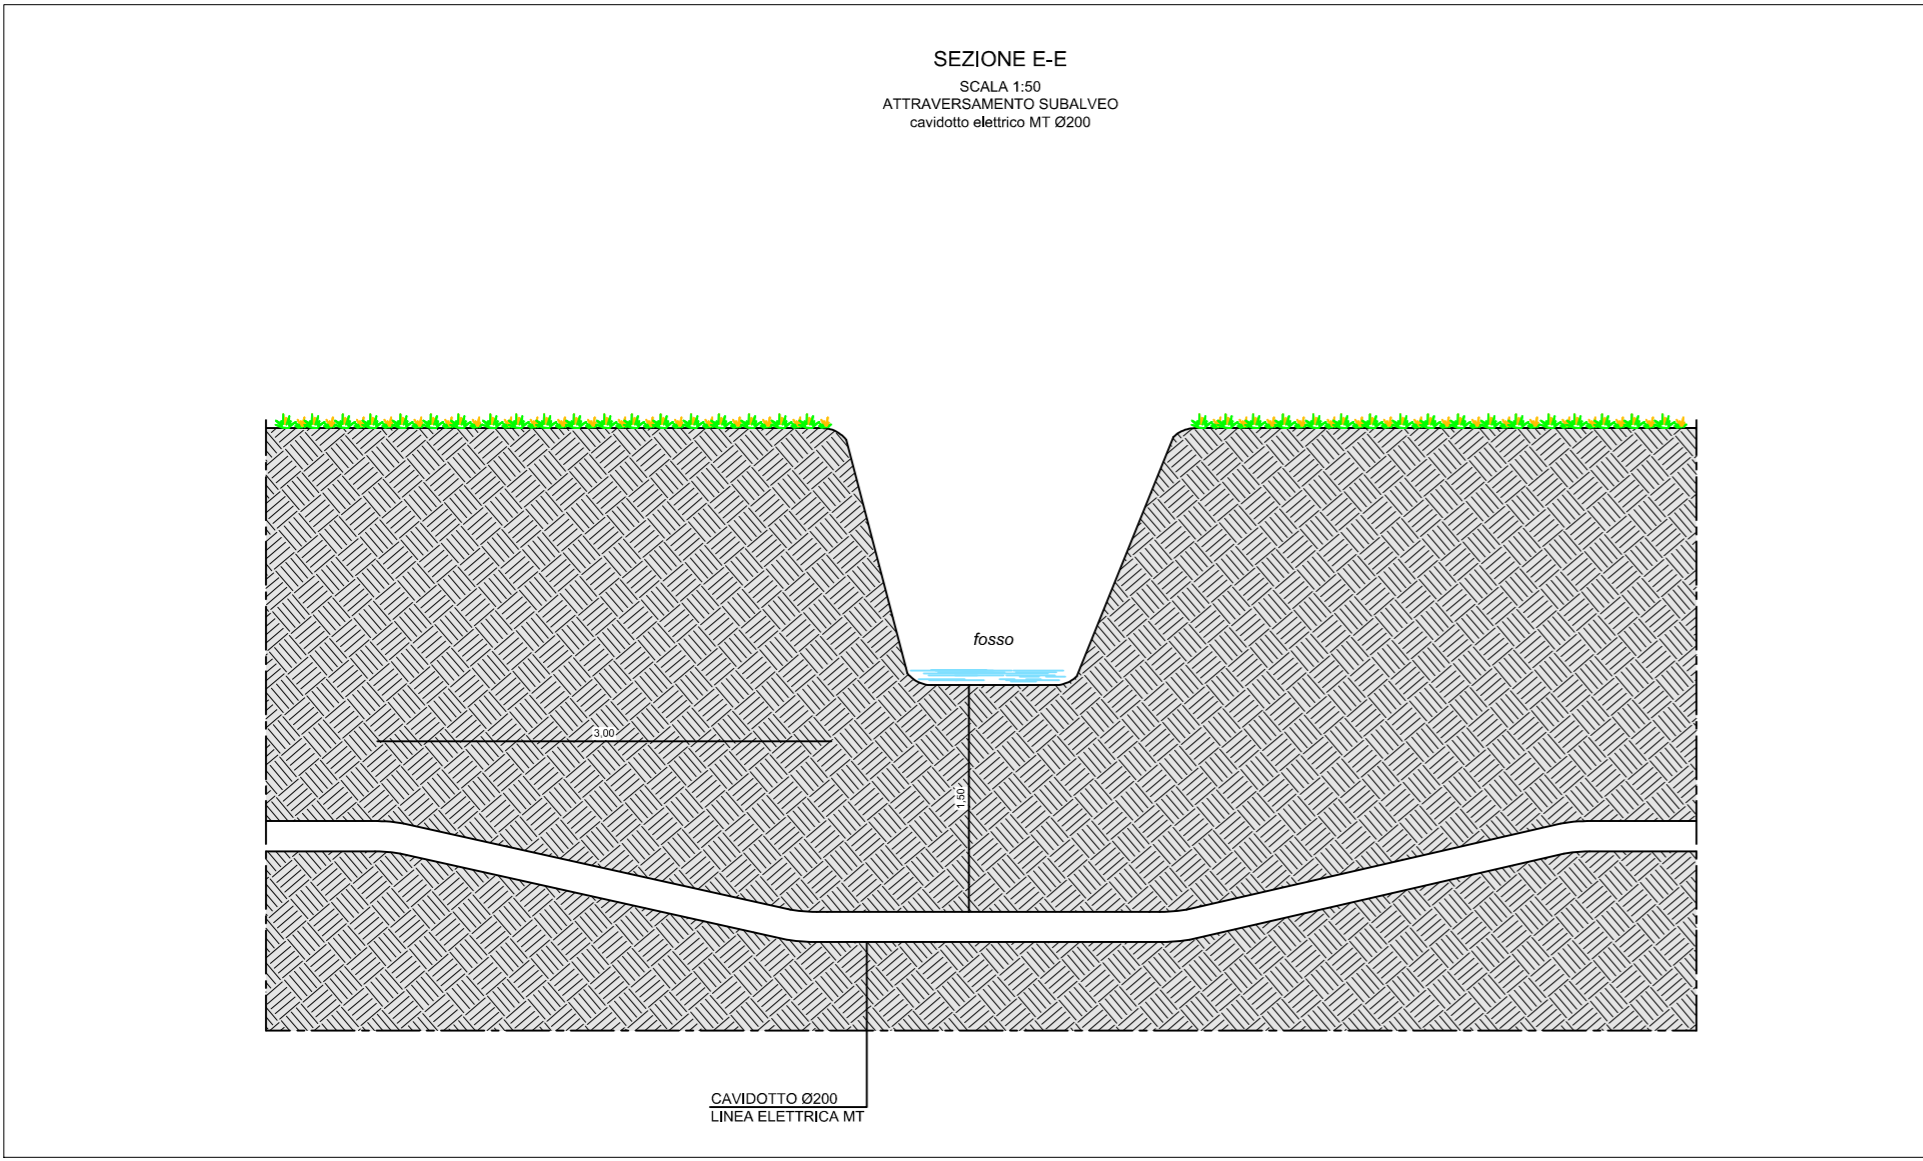 SEZIONE E-E
SCALA 1:50
ATTRAVERSAMENTO SUBALVEO
cavidotto elettrico MT Ø200
fosso
3,00
1,50
CAVIDOTTO Ø200
LINEA ELETTRICA MT